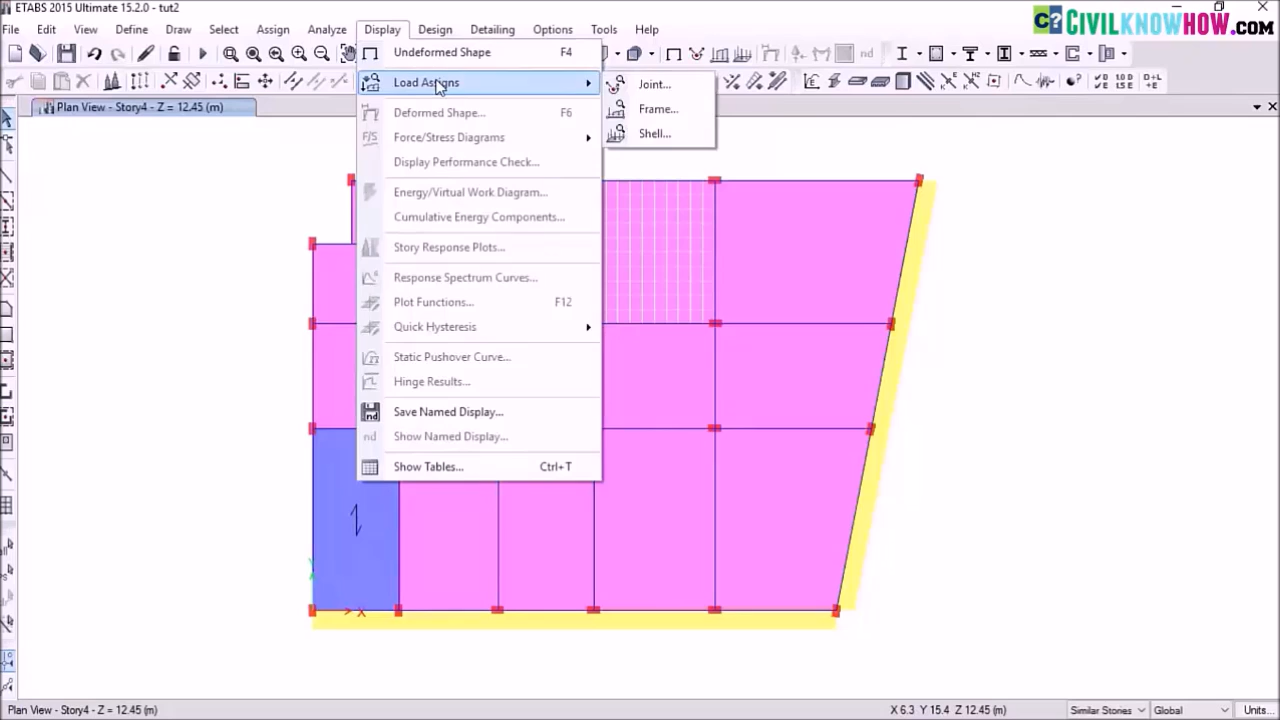 ETABS 2015 Ultimate 15.2.0 - tut2
C? CIVILKNOWHOW.COM
File Edit View Define Draw Select Assign Analyze Display Design Detailing Options Tools Help
Undeformed Shape F4
Load Assigns
Joint...
Frame...
Shell...
Plan View - Story4 - Z = 12.45 (m)
Deformed Shape... F6
F/S Force/Stress Diagrams
Display Performance Check...
Energy/Virtual Work Diagram...
Cumulative Energy Components...
Story Response Plots...
Response Spectrum Curves...
Plot Functions... F12
Quick Hysteresis
Static Pushover Curve...
Hinge Results...
nd Save Named Display...
nd Show Named Display...
Show Tables... Ctrl+T
X
Plan View - Story4 - Z = 12.45 (m)
X 6.3 Y 15.4 Z 12.45 (m)
Similar Stories
Global
Units...